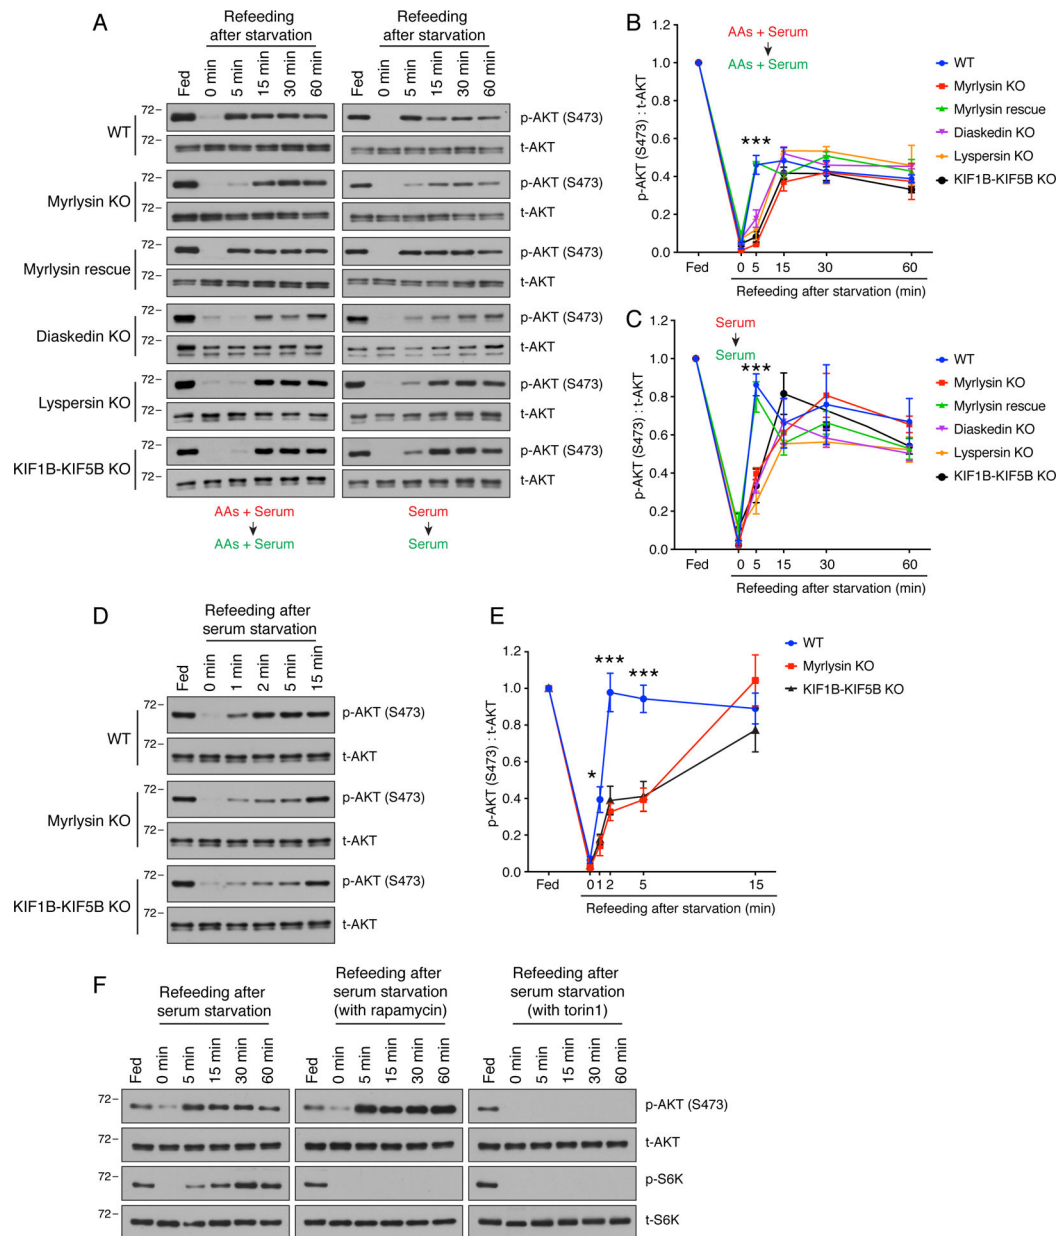 A
Refeeding
after starvation
Refeeding
after starvation
Fed
0 min
5 min
15 min
30 min
60 min
Fed
0 min
5 min
15 min
30 min
60 min
WT
72
p-AKT (S473)
72
t-AKT
Myrlysin KO
72
p-AKT (S473)
72
t-AKT
Myrlysin rescue
72
p-AKT (S473)
72
t-AKT
Diaskedin KO
72
p-AKT (S473)
72
t-AKT
Lyspersin KO
72
p-AKT (S473)
72
t-AKT
KIF1B-KIF5B KO
72
p-AKT (S473)
72
t-AKT
AAs + Serum
AAs + Serum
Serum
Serum
B
AAs + Serum
AAs + Serum
p-AKT (S473) : t-AKT
1.2
1.0
0.8
0.6
0.4
0.2
0.0
***
Fed
0 5 15 30 60
Refeeding after starvation (min)
WT
Myrlysin KO
Myrlysin rescue
Diaskedin KO
Lyspersin KO
KIF1B-KIF5B KO
C
Serum
Serum
p-AKT (S473) : t-AKT
1.2
1.0
0.8
0.6
0.4
0.2
0.0
***
Fed
0 5 15 30 60
Refeeding after starvation (min)
WT
Myrlysin KO
Myrlysin rescue
Diaskedin KO
Lyspersin KO
KIF1B-KIF5B KO
D
Refeeding after
serum starvation
Fed
0 min
1 min
2 min
5 min
15 min
WT
72
p-AKT (S473)
72
t-AKT
Myrlysin KO
72
p-AKT (S473)
72
t-AKT
KIF1B-KIF5B KO
72
p-AKT (S473)
72
t-AKT
E
p-AKT (S473) : t-AKT
1.2
1.0
0.8
0.6
0.4
0.2
0.0
*
***
***
Fed
0 1 2 5 15
Refeeding after starvation (min)
WT
Myrlysin KO
KIF1B-KIF5B KO
F
Refeeding after
serum starvation
Refeeding after
serum starvation
(with rapamycin)
Refeeding after
serum starvation
(with torin1)
Fed
0 min
5 min
15 min
30 min
60 min
Fed
0 min
5 min
15 min
30 min
60 min
Fed
0 min
5 min
15 min
30 min
60 min
72
p-AKT (S473)
72
t-AKT
72
p-S6K
72
t-S6K